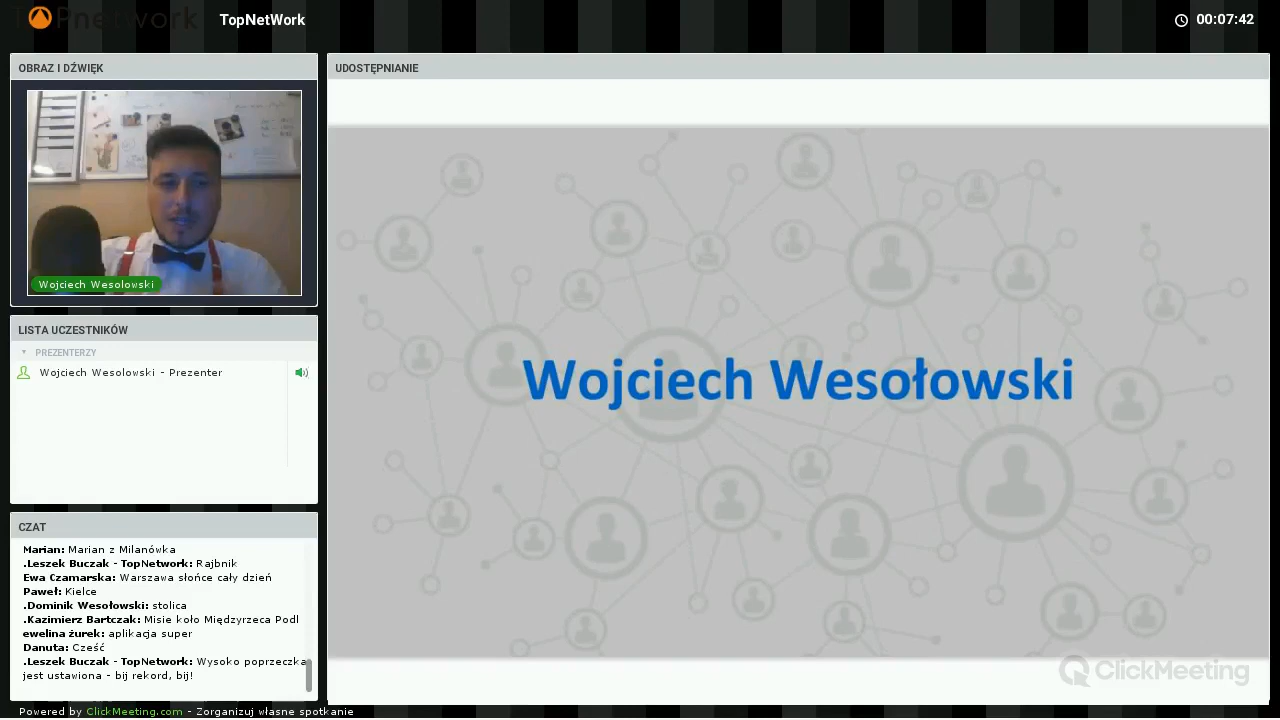 TOPnetwork
TopNetWork
00:07:42
OBRAZ I DŹWIĘK
Wojciech Wesolowski
LISTA UCZESTNIKÓW
PREZENTERZY
Wojciech Wesolowski - Prezenter
CZAT
Marian: Marian z Milanówka
.Leszek Buczak - TopNetwork: Rajbnik
Ewa Czamarska: Warszawa słońce cały dzień
Paweł: Kielce
.Dominik Wesołowski: stolica
.Kazimierz Bartczak: Misie koło Międzyrzeca Podl
ewelina żurek: aplikacja super
Danuta: Cześć
.Leszek Buczak - TopNetwork: Wysoko poprzeczka
jest ustawiona - bij rekord, bij!
Powered by ClickMeeting.com - Zorganizuj własne spotkanie
UDOSTĘPNIANIE
Wojciech Wesołowski
ClickMeeting